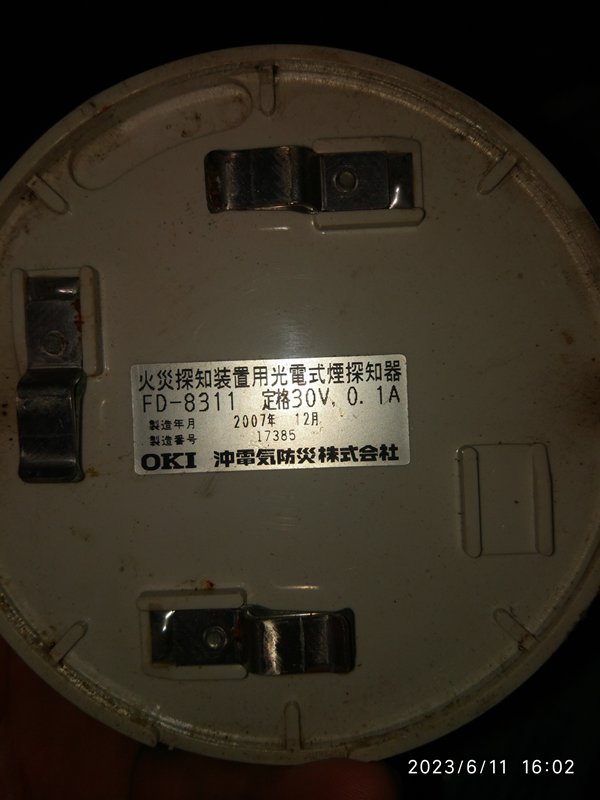 火災探知装置用光電式煙探知器
FD-8311 定格30V, 0.1A
製造年月 2007年 12月
製造番号 17385
OKI 沖電気防災株式会社
2023/6/11 16:02